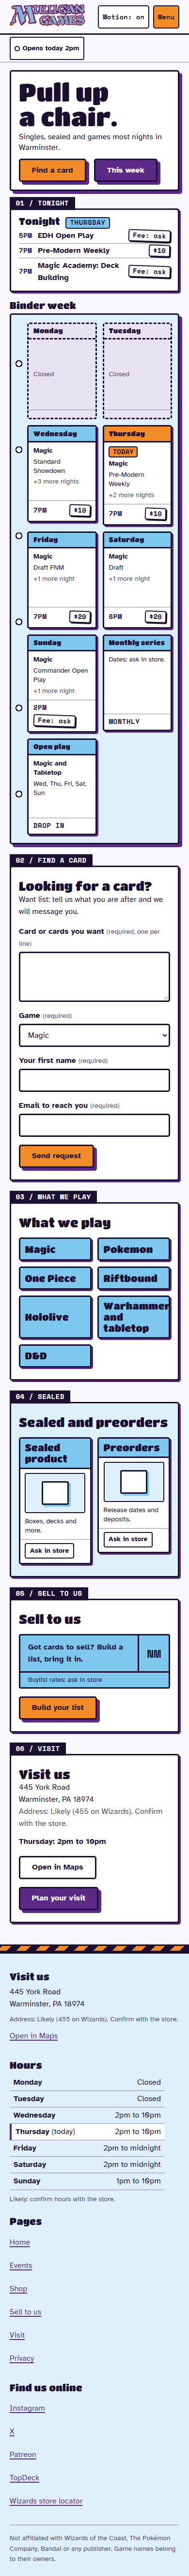 MULLIGAN GAMES
Motion: on
Menu
Opens today 2pm
Pull up
a chair.
Singles, sealed and games most nights in
Warminster.
Find a card
This week
01 / TONIGHT
Tonight THURSDAY
5PM EDH Open Play Fee: ask
7PM Pre-Modern Weekly $10
7PM Magic Academy: Deck
Building Fee: ask
Binder week
Monday
Closed
Tuesday
Closed
Wednesday
Magic
Standard
Showdown
+3 more nights
7PM $10
Thursday
TODAY
Magic
Pre-Modern
Weekly
+2 more nights
7PM $10
Friday
Magic
Draft FNM
+1 more night
7PM $20
Saturday
Magic
Draft
+1 more night
6PM $20
Sunday
Magic
Commander Open
Play
+1 more night
2PM
Fee: ask
Monthly series
Dates: ask in store.
MONTHLY
Open play
Magic and
Tabletop
Wed, Thu, Fri, Sat,
Sun
DROP IN
02 / FIND A CARD
Looking for a card?
Want list: tell us what you are after and we
will message you.
Card or cards you want (required, one per
line)
Game (required)
Magic
Your first name (required)
Email to reach you (required)
Send request
03 / WHAT WE PLAY
What we play
Magic
Pokemon
One Piece
Riftbound
Hololive
Warhammer
and
tabletop
D&D
04 / SEALED
Sealed and preorders
Sealed
product
Boxes, decks and
more.
Ask in store
Preorders
Release dates and
deposits.
Ask in store
05 / SELL TO US
Sell to us
Got cards to sell? Build a
list, bring it in.
NM
Buylist rates: ask in store
Build your list
06 / VISIT
Visit us
445 York Road
Warminster, PA 18974
Address: Likely (455 on Wizards). Confirm
with the store.
Thursday: 2pm to 10pm
Open in Maps
Plan your visit
Visit us
445 York Road
Warminster, PA 18974
Address: Likely (455 on Wizards). Confirm with the store.
Open in Maps
Hours
Monday Closed
Tuesday Closed
Wednesday 2pm to 10pm
Thursday (today) 2pm to 10pm
Friday 2pm to midnight
Saturday 2pm to midnight
Sunday 1pm to 10pm
Likely: confirm hours with the store.
Pages
Home
Events
Shop
Sell to us
Visit
Privacy
Find us online
Instagram
X
Patreon
TopDeck
Wizards store locator
Not affiliated with Wizards of the Coast, The Pokémon
Company, Bandai or any publisher. Game names belong
to their owners.